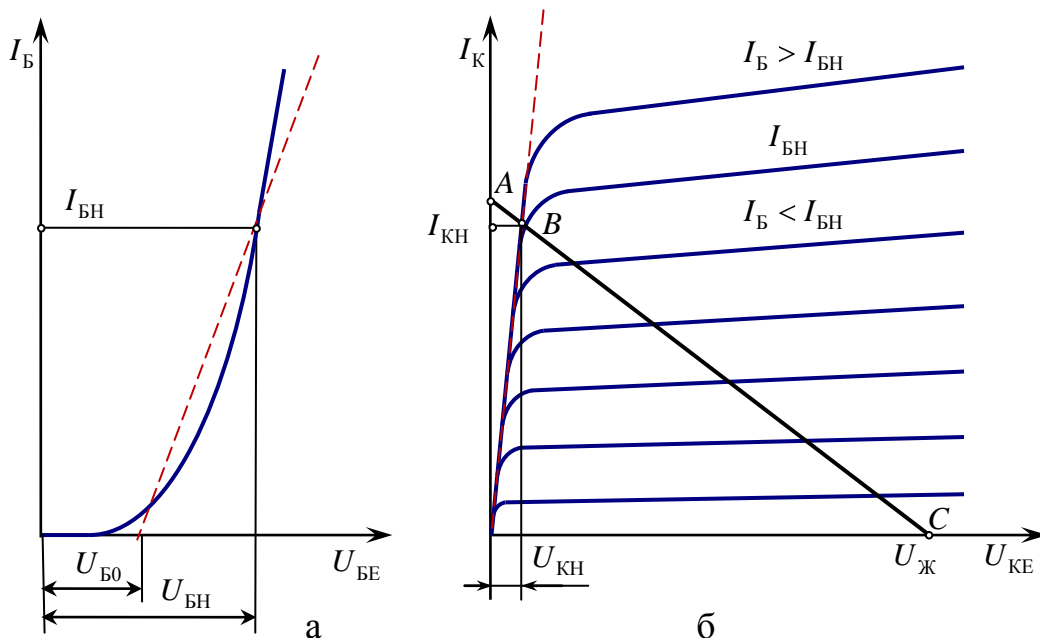 I_Б
I_БН
U_БЕ
U_Б0
U_БН
а
I_К
I_Б > I_БН
I_БН
I_Б < I_БН
A
I_КН
B
C
U_КН
U_Ж
U_КЕ
б